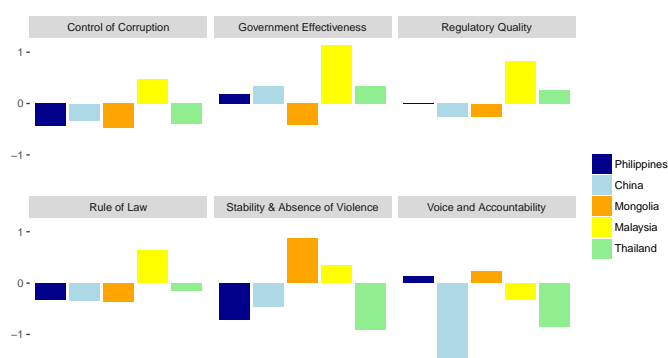 Control of Corruption
Government Effectiveness
Regulatory Quality
1
0
−1
Rule of Law
Stability & Absence of Violence
Voice and Accountability
1
0
−1
Philippines
China
Mongolia
Malaysia
Thailand